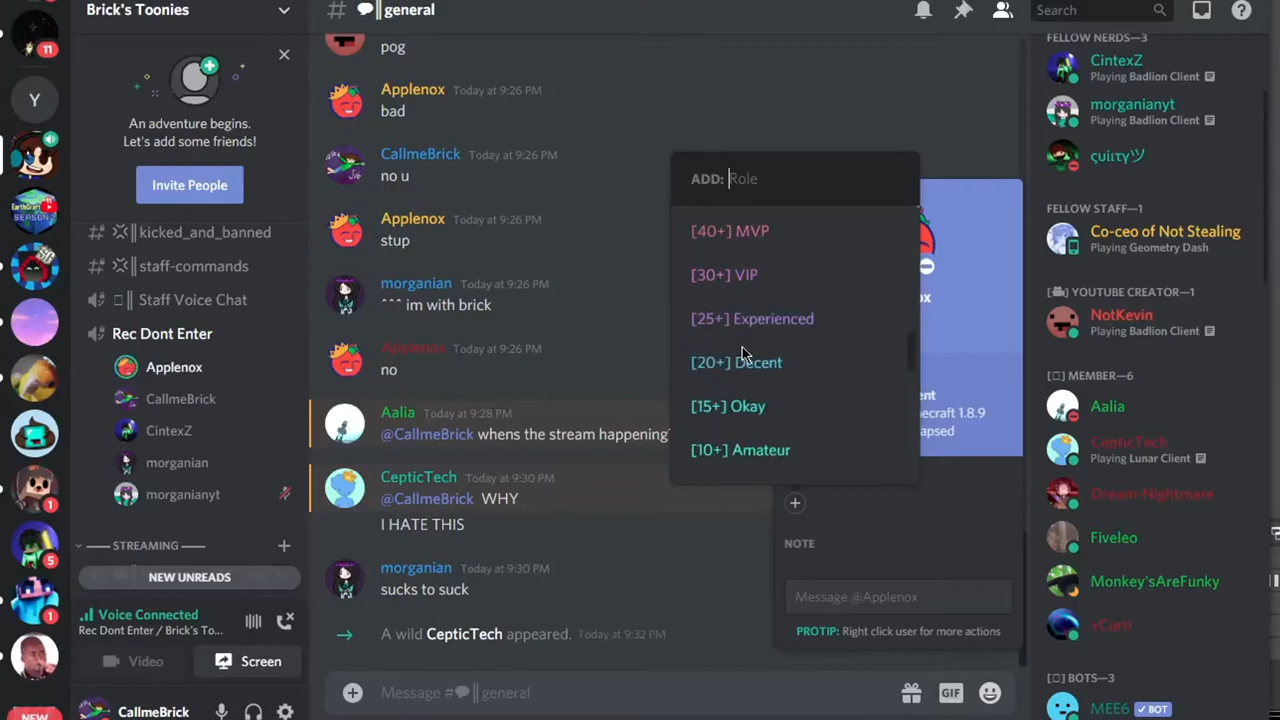 11
Y
1
5
1
NEW
Brick's Toonies
An adventure begins.
Let's add some friends!
Invite People
kicked_and_banned
staff-commands
Staff Voice Chat
Rec Dont Enter
Applenox
CallmeBrick
CintexZ
morganian
morganianyt
STREAMING
NEW UNREADS
Voice Connected
Rec Dont Enter / Brick's To...
Video
Screen
CallmeBrick
general
pog
Applenox Today at 9:26 PM
bad
CallmeBrick Today at 9:26 PM
no u
Applenox Today at 9:26 PM
stup
morganian Today at 9:26 PM
^^^ im with brick
Applenox Today at 9:26 PM
no
Aalia Today at 9:28 PM
@CallmeBrick whens the stream happening?
CepticTech Today at 9:30 PM
@CallmeBrick WHY
I HATE THIS
morganian Today at 9:30 PM
sucks to suck
A wild CepticTech appeared. Today at 9:32 PM
Message #general
GIF
ADD: Role
[40+] MVP
[30+] VIP
[25+] Experienced
[20+] Decent
[15+] Okay
[10+] Amateur
NOTE
Message @Applenox
PROTIP: Right click user for more actions
Search
FELLOW NERDS—3
CintexZ
Playing Badlion Client
morganianyt
Playing Badlion Client
FELLOW STAFF—1
Co-ceo of Not Stealing
Playing Geometry Dash
YOUTUBE CREATOR—1
NotKevin
Playing Badlion Client
MEMBER—6
Aalia
CepticTech
Playing Lunar Client
Dream-Nightmare
Fiveleo
Monkey'sAreFunky
BOTS—3
MEE6 ✓ BOT